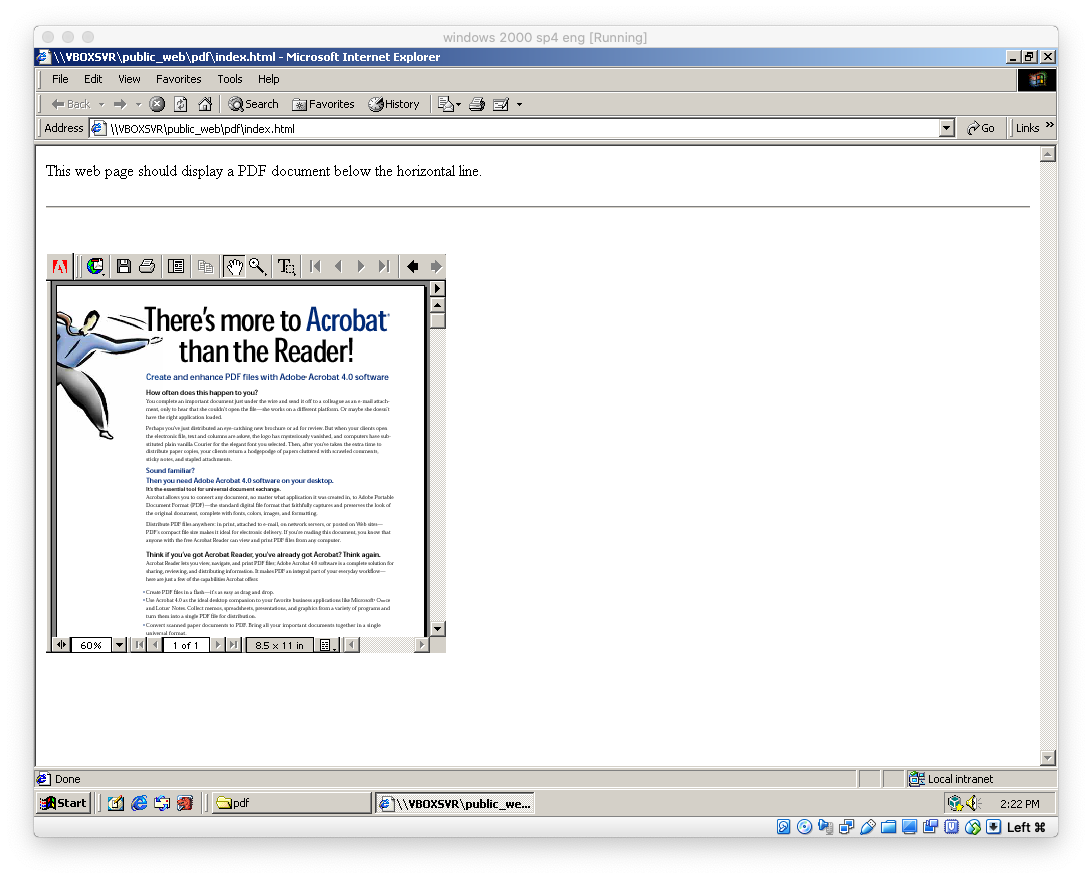 windows 2000 sp4 eng [Running]
\\VBOXSVR\public_web\pdf\index.html - Microsoft Internet Explorer
File Edit View Favorites Tools Help
Back Search Favorites History
Address \\VBOXSVR\public_web\pdf\index.html Go Links »
This web page should display a PDF document below the horizontal line.
There's more to Acrobat®
than the Reader!
Create and enhance PDF files with Adobe® Acrobat 4.0 software
How often does this happen to you?
You complete an important document just under the wire and send it off to a colleague as an e-mail attach-
ment, only to hear that she couldn't open the file—she works on a different platform. Or maybe she doesn't
have the right application loaded.
Perhaps you've just distributed an eye-catching new brochure or ad for review. But when your clients open
the electronic file, text and columns are askew, the logo has mysteriously vanished, and computers have sub-
stituted plain vanilla Courier for the elegant font you selected. Then, after you've taken the extra time to
distribute paper copies, your clients return a hodgepodge of papers cluttered with scrawled comments,
sticky notes, and stapled attachments.
Sound familiar?
Then you need Adobe Acrobat 4.0 software on your desktop.
It's the essential tool for universal document exchange.
Acrobat allows you to convert any document, no matter what application it was created in, to Adobe Portable
Document Format (PDF)—the standard digital file format that faithfully captures and preserves the look of
the original document, complete with fonts, colors, images, and formatting.
Distribute PDF files anywhere: in print, attached to e-mail, on network servers, or posted on Web sites—
PDF's compact file size makes it ideal for electronic delivery. If you're reading this document, you know that
anyone with the free Acrobat Reader can view and print PDF files from any computer.
Think if you've got Acrobat Reader, you've already got Acrobat? Think again.
Acrobat Reader lets you view, navigate, and print PDF files; Adobe Acrobat 4.0 software is a complete solution for
sharing, reviewing, and distributing information. It makes PDF an integral part of your everyday workflow—
here are just a few of the capabilities Acrobat offers:
• Create PDF files in a flash—it's as easy as drag and drop.
• Use Acrobat 4.0 as the ideal desktop companion to your favorite business applications like Microsoft®
and Lotus Notes. Collect memos, spreadsheets, presentations, and graphics from a variety of programs and
turn them into a single PDF file for distribution.
• Convert scanned paper documents to PDF. Bring all your important documents together in a single
universal format.
60% 1 of 1 8.5 x 11 in
Done Local intranet
Start pdf \\VBOXSVR\public_we... 2:22 PM
Left ⌘